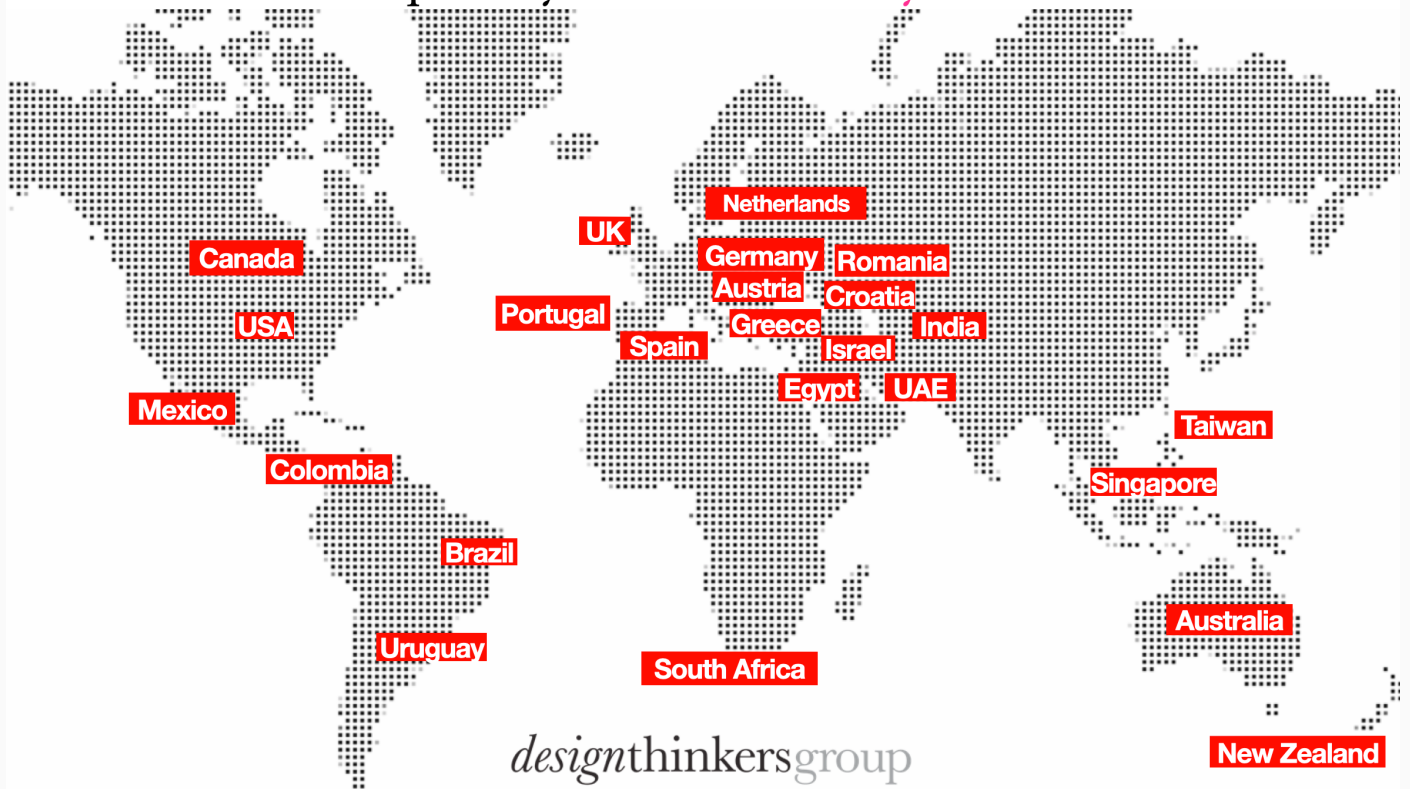 Netherlands
UK
Canada
Germany
Romania
Austria
Croatia
Portugal
USA
Greece
India
Spain
Israel
Egypt
UAE
Mexico
Taiwan
Colombia
Singapore
Brazil
Australia
Uruguay
South Africa
New Zealand
designthinkersgroup